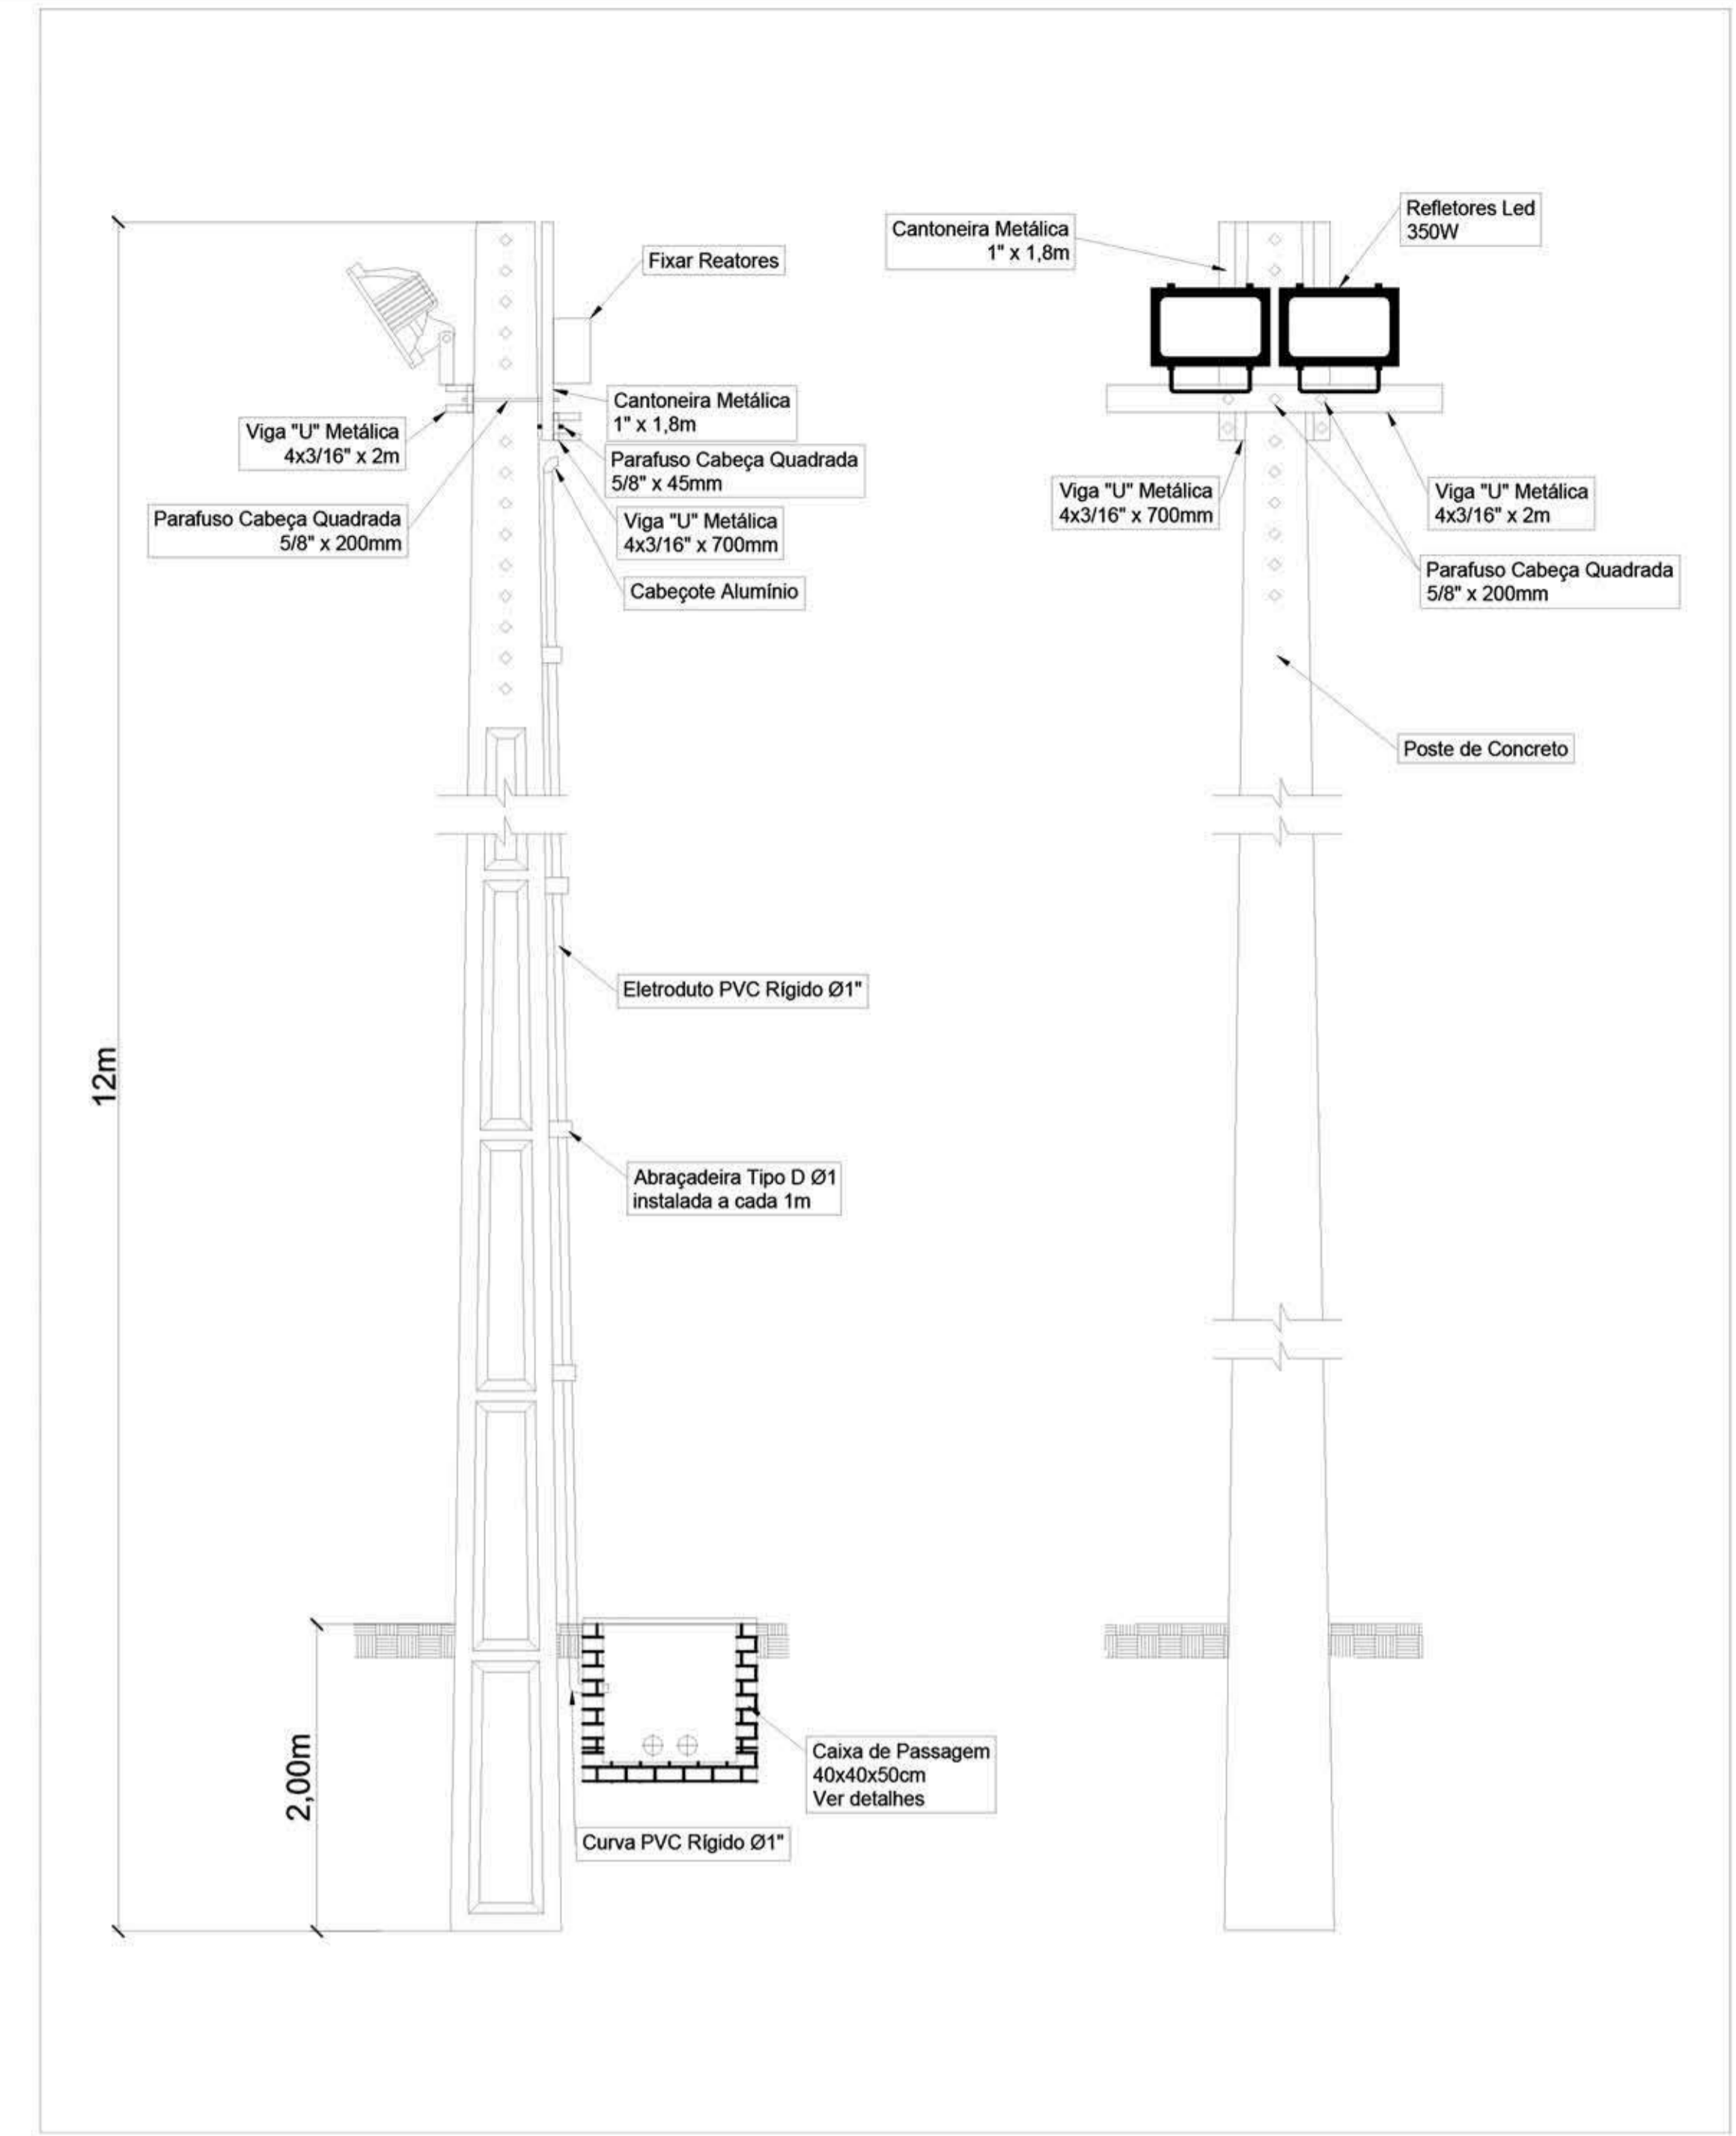 Fixar Reatores
Cantoneira Metálica
1" x 1,8m
Viga "U" Metálica
4x3/16" x 2m
Parafuso Cabeça Quadrada
5/8" x 45mm
Parafuso Cabeça Quadrada
5/8" x 200mm
Viga "U" Metálica
4x3/16" x 700mm
Cabeçote Alumínio
Eletroduto PVC Rígido Ø1"
12m
Abraçadeira Tipo D Ø1
instalada a cada 1m
2,00m
Caixa de Passagem
40x40x50cm
Ver detalhes
Curva PVC Rígido Ø1"
Refletores Led
350W
Cantoneira Metálica
1" x 1,8m
Viga "U" Metálica
4x3/16" x 700mm
Viga "U" Metálica
4x3/16" x 2m
Parafuso Cabeça Quadrada
5/8" x 200mm
Poste de Concreto